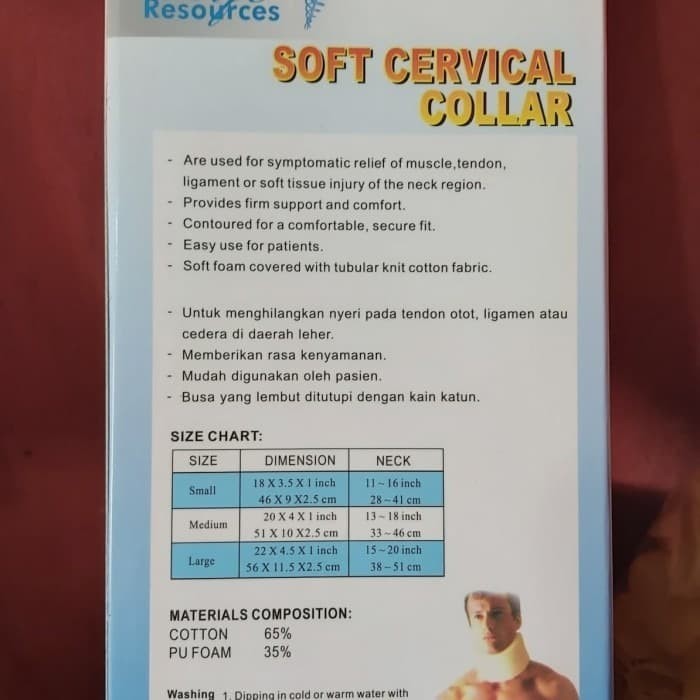 Resources
SOFT CERVICAL
COLLAR
- Are used for symptomatic relief of muscle,tendon,
ligament or soft tissue injury of the neck region.
- Provides firm support and comfort.
- Contoured for a comfortable, secure fit.
- Easy use for patients.
- Soft foam covered with tubular knit cotton fabric.
- Untuk menghilangkan nyeri pada tendon otot, ligamen atau
cedera di daerah leher.
- Memberikan rasa kenyamanan.
- Mudah digunakan oleh pasien.
- Busa yang lembut ditutupi dengan kain katun.
SIZE CHART:
SIZE DIMENSION NECK
Small 18 X 3.5 X 1 inch 11~16 inch
46 X 9 X2.5 cm 28~41 cm
Medium 20 X 4 X 1 inch 13~18 inch
51 X 10 X2.5 cm 33~46 cm
Large 22 X 4.5 X 1 inch 15~20 inch
56 X 11.5 X2.5 cm 38~51 cm
MATERIALS COMPOSITION:
COTTON 65%
PU FOAM 35%
Washing 1. Dipping in cold or warm water with